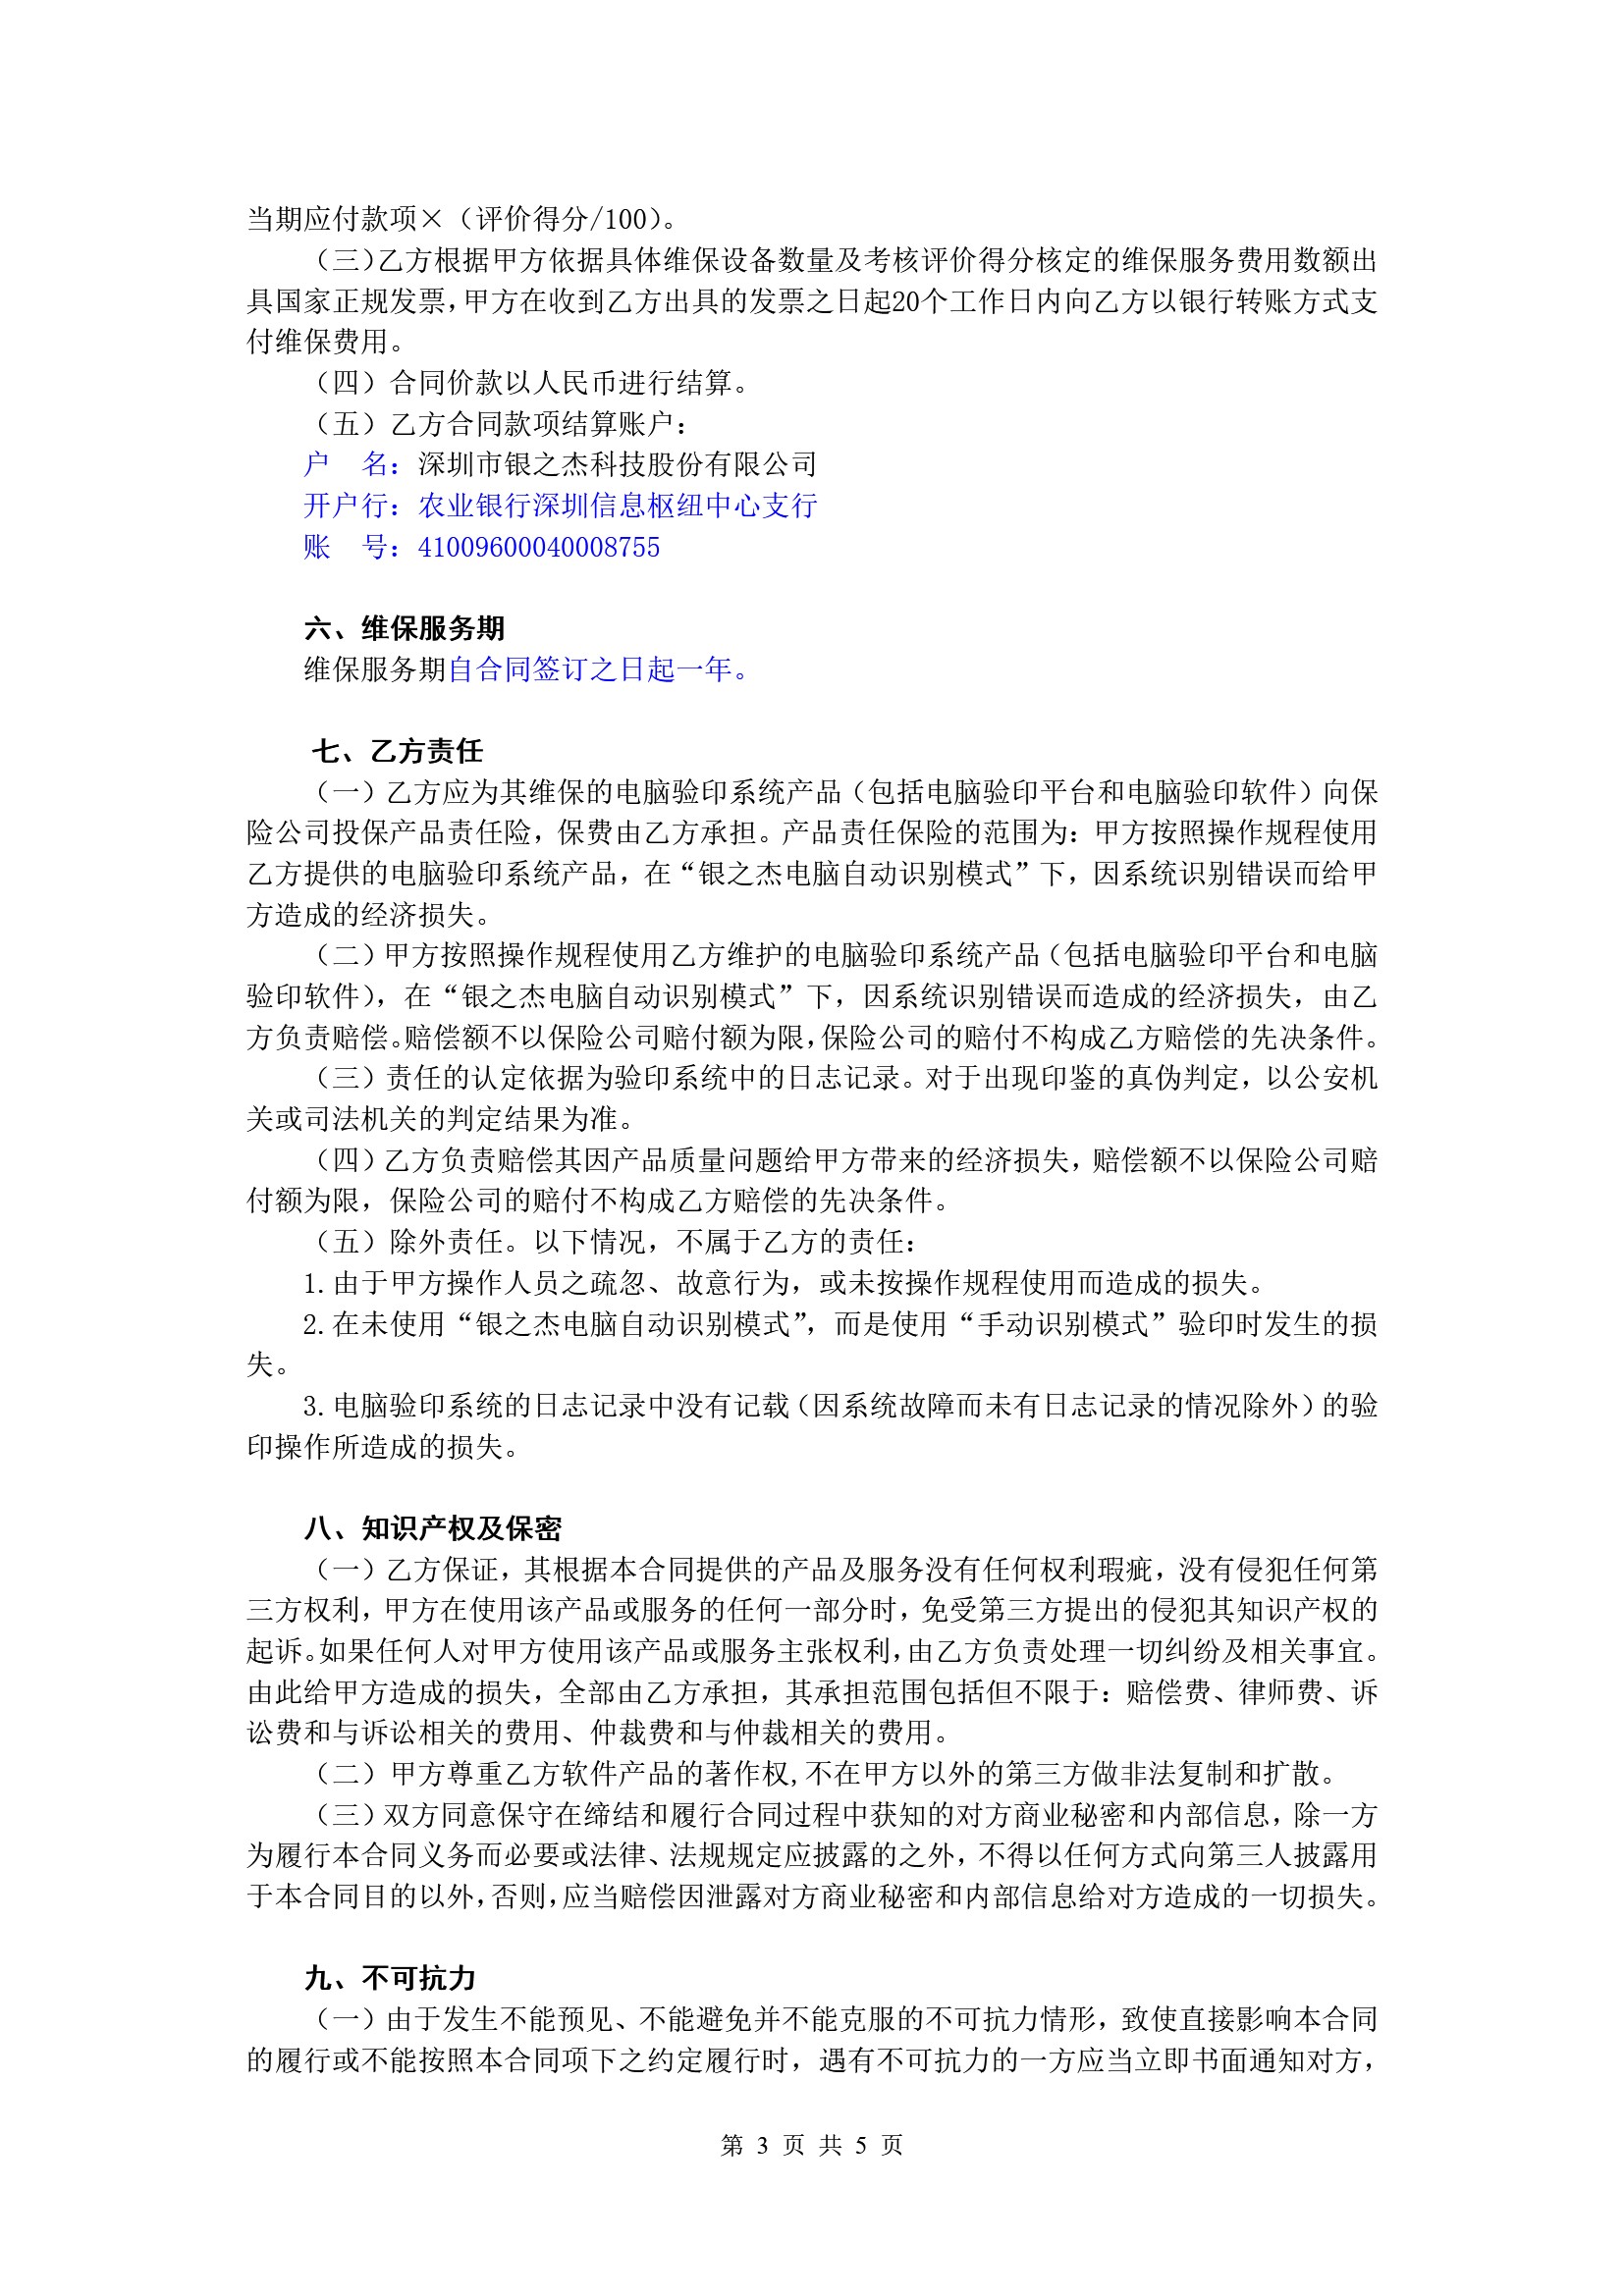 当期应付款项×（评价得分/100）。
（三）乙方根据甲方依据具体维保设备数量及考核评价得分核定的维保服务费用数额出
具国家正规发票，甲方在收到乙方出具的发票之日起20个工作日内向乙方以银行转账方式支
付维保费用。
（四）合同价款以人民币进行结算。
（五）乙方合同款项结算账户：
户　名：深圳市银之杰科技股份有限公司
开户行：农业银行深圳信息枢纽中心支行
账　号：41009600040008755
六、维保服务期
维保服务期自合同签订之日起一年。
七、乙方责任
（一）乙方应为其维保的电脑验印系统产品（包括电脑验印平台和电脑验印软件）向保
险公司投保产品责任险，保费由乙方承担。产品责任保险的范围为：甲方按照操作规程使用
乙方提供的电脑验印系统产品，在“银之杰电脑自动识别模式”下，因系统识别错误而给甲
方造成的经济损失。
（二）甲方按照操作规程使用乙方维护的电脑验印系统产品（包括电脑验印平台和电脑
验印软件），在“银之杰电脑自动识别模式”下，因系统识别错误而造成的经济损失，由乙
方负责赔偿。赔偿额不以保险公司赔付额为限，保险公司的赔付不构成乙方赔偿的先决条件。
（三）责任的认定依据为验印系统中的日志记录。对于出现印鉴的真伪判定，以公安机
关或司法机关的判定结果为准。
（四）乙方负责赔偿其因产品质量问题给甲方带来的经济损失，赔偿额不以保险公司赔
付额为限，保险公司的赔付不构成乙方赔偿的先决条件。
（五）除外责任。以下情况，不属于乙方的责任：
1.由于甲方操作人员之疏忽、故意行为，或未按操作规程使用而造成的损失。
2.在未使用“银之杰电脑自动识别模式”，而是使用“手动识别模式”验印时发生的损
失。
3.电脑验印系统的日志记录中没有记载（因系统故障而未有日志记录的情况除外）的验
印操作所造成的损失。
八、知识产权及保密
（一）乙方保证，其根据本合同提供的产品及服务没有任何权利瑕疵，没有侵犯任何第
三方权利，甲方在使用该产品或服务的任何一部分时，免受第三方提出的侵犯其知识产权的
起诉。如果任何人对甲方使用该产品或服务主张权利，由乙方负责处理一切纠纷及相关事宜。
由此给甲方造成的损失，全部由乙方承担，其承担范围包括但不限于：赔偿费、律师费、诉
讼费和与诉讼相关的费用、仲裁费和与仲裁相关的费用。
（二）甲方尊重乙方软件产品的著作权,不在甲方以外的第三方做非法复制和扩散。
（三）双方同意保守在缔结和履行合同过程中获知的对方商业秘密和内部信息，除一方
为履行本合同义务而必要或法律、法规规定应披露的之外，不得以任何方式向第三人披露用
于本合同目的以外，否则，应当赔偿因泄露对方商业秘密和内部信息给对方造成的一切损失。
九、不可抗力
（一）由于发生不能预见、不能避免并不能克服的不可抗力情形，致使直接影响本合同
的履行或不能按照本合同项下之约定履行时，遇有不可抗力的一方应当立即书面通知对方，
第 3 页 共 5 页